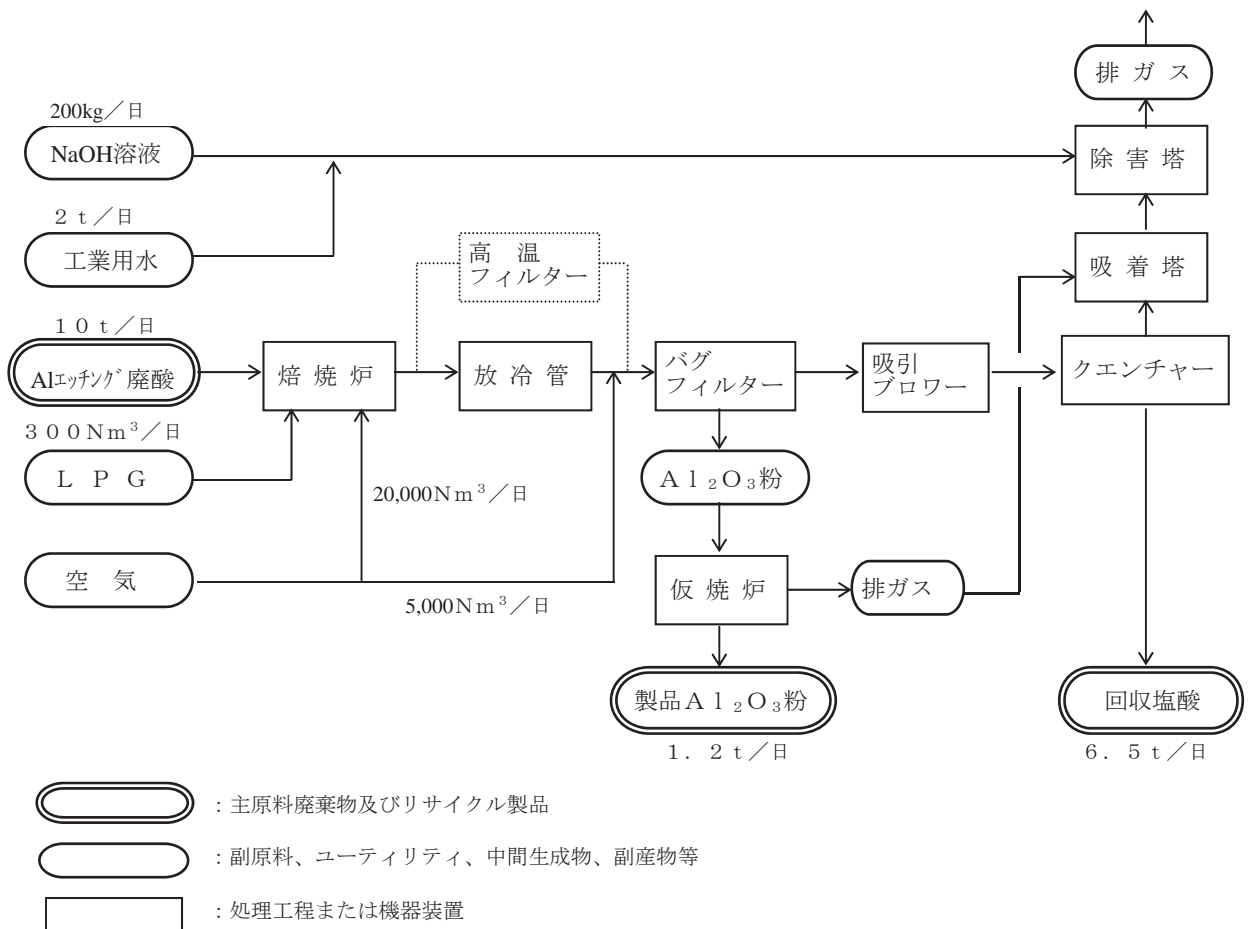 排 ガ ス
200kg／日
NaOH溶液
除 害 塔
2 t／日
工業用水
高 温
フィルター
吸 着 塔
10 t／日
Alエッチング廃酸
焙 焼 炉
放 冷 管
バグ
フィルター
吸引
ブロワー
クエンチャー
300Nm³／日
L P G
Al₂O₃粉
20,000Nm³／日
空 気
5,000Nm³／日
仮 焼 炉
排ガス
製品Al₂O₃粉
回収塩酸
1．2 t／日
6．5 t／日
：主原料廃棄物及びリサイクル製品
：副原料、ユーティリティ、中間生成物、副産物等
：処理工程または機器装置